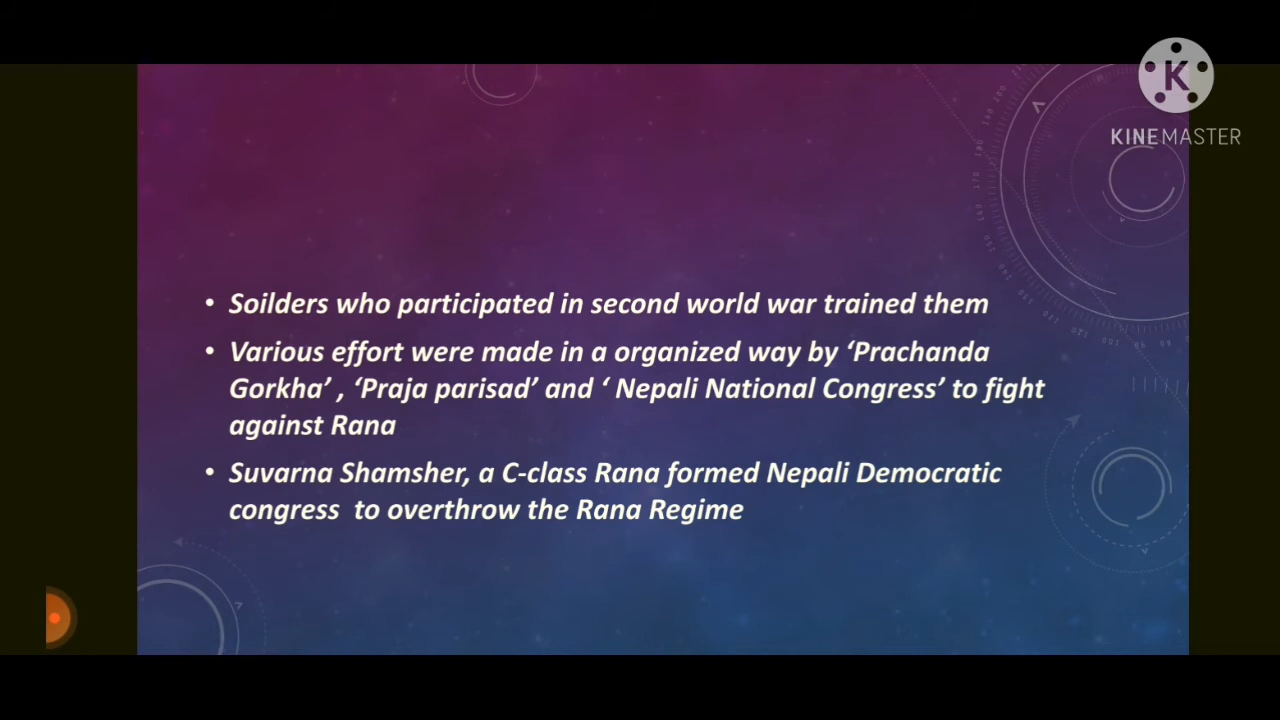 KINEMASTER
• Soilders who participated in second world war trained them
• Various effort were made in a organized way by ‘Prachanda
Gorkha’ , ‘Praja parisad’ and ‘ Nepali National Congress’ to fight
against Rana
• Suvarna Shamsher, a C-class Rana formed Nepali Democratic
congress  to overthrow the Rana Regime